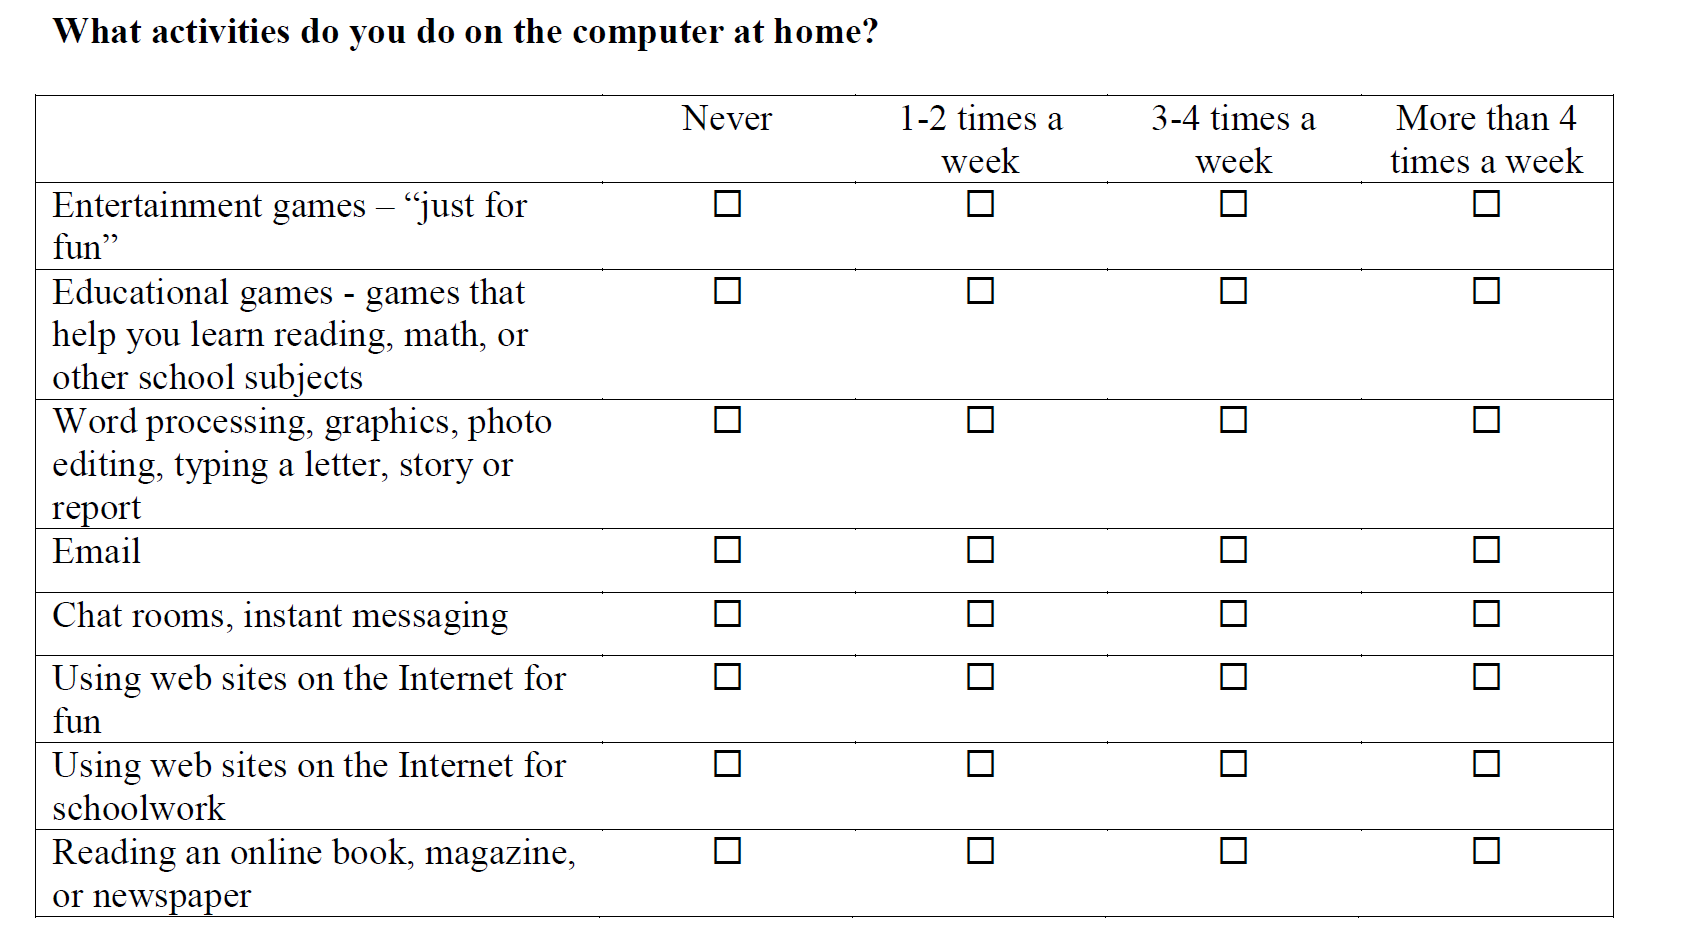 What activities do you do on the computer at home?
Never 1-2 times a week 3-4 times a week More than 4 times a week
Entertainment games – “just for
fun” ☐ ☐ ☐ ☐
Educational games - games that
help you learn reading, math, or
other school subjects ☐ ☐ ☐ ☐
Word processing, graphics, photo
editing, typing a letter, story or
report ☐ ☐ ☐ ☐
Email ☐ ☐ ☐ ☐
Chat rooms, instant messaging ☐ ☐ ☐ ☐
Using web sites on the Internet for
fun ☐ ☐ ☐ ☐
Using web sites on the Internet for
schoolwork ☐ ☐ ☐ ☐
Reading an online book, magazine,
or newspaper ☐ ☐ ☐ ☐